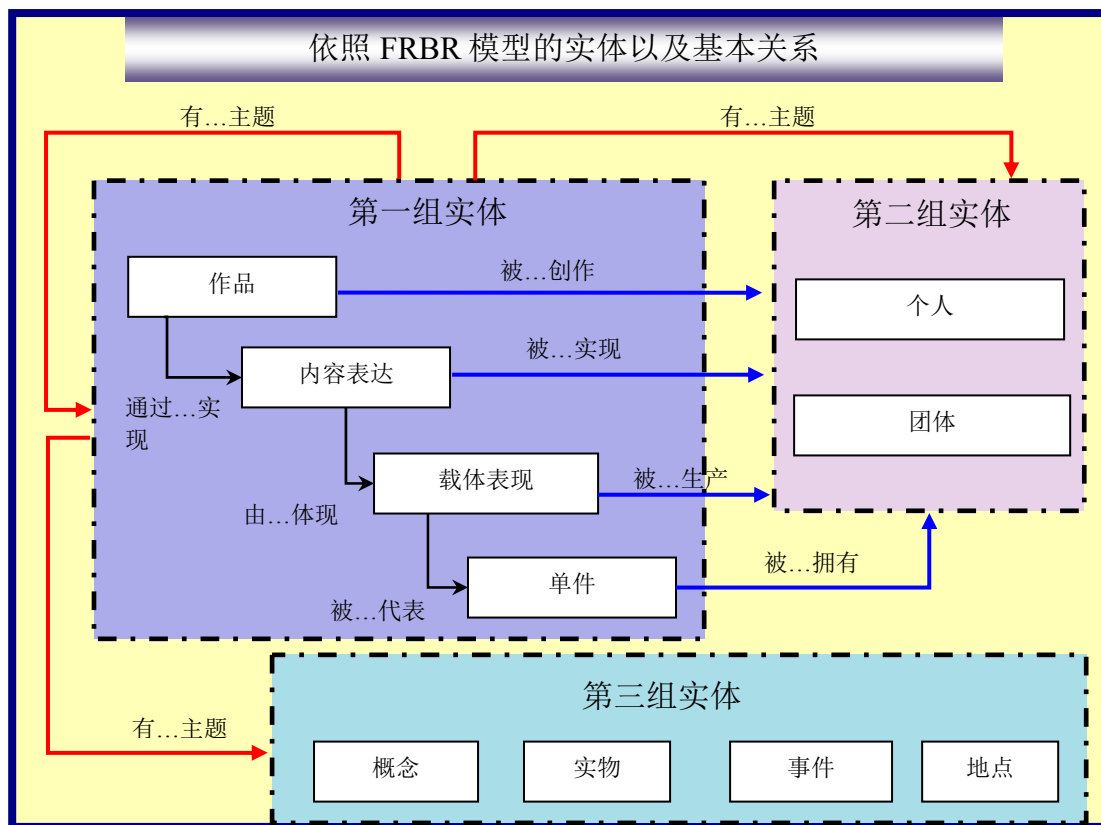 依照 FRBR 模型的实体以及基本关系
有…主题
有…主题
第一组实体
第二组实体
作品
被…创作
个人
内容表达
被…实现
通过…实
现
团体
载体表现
被…生产
由…体现
单件
被…拥有
被…代表
第三组实体
有…主题
概念
实物
事件
地点